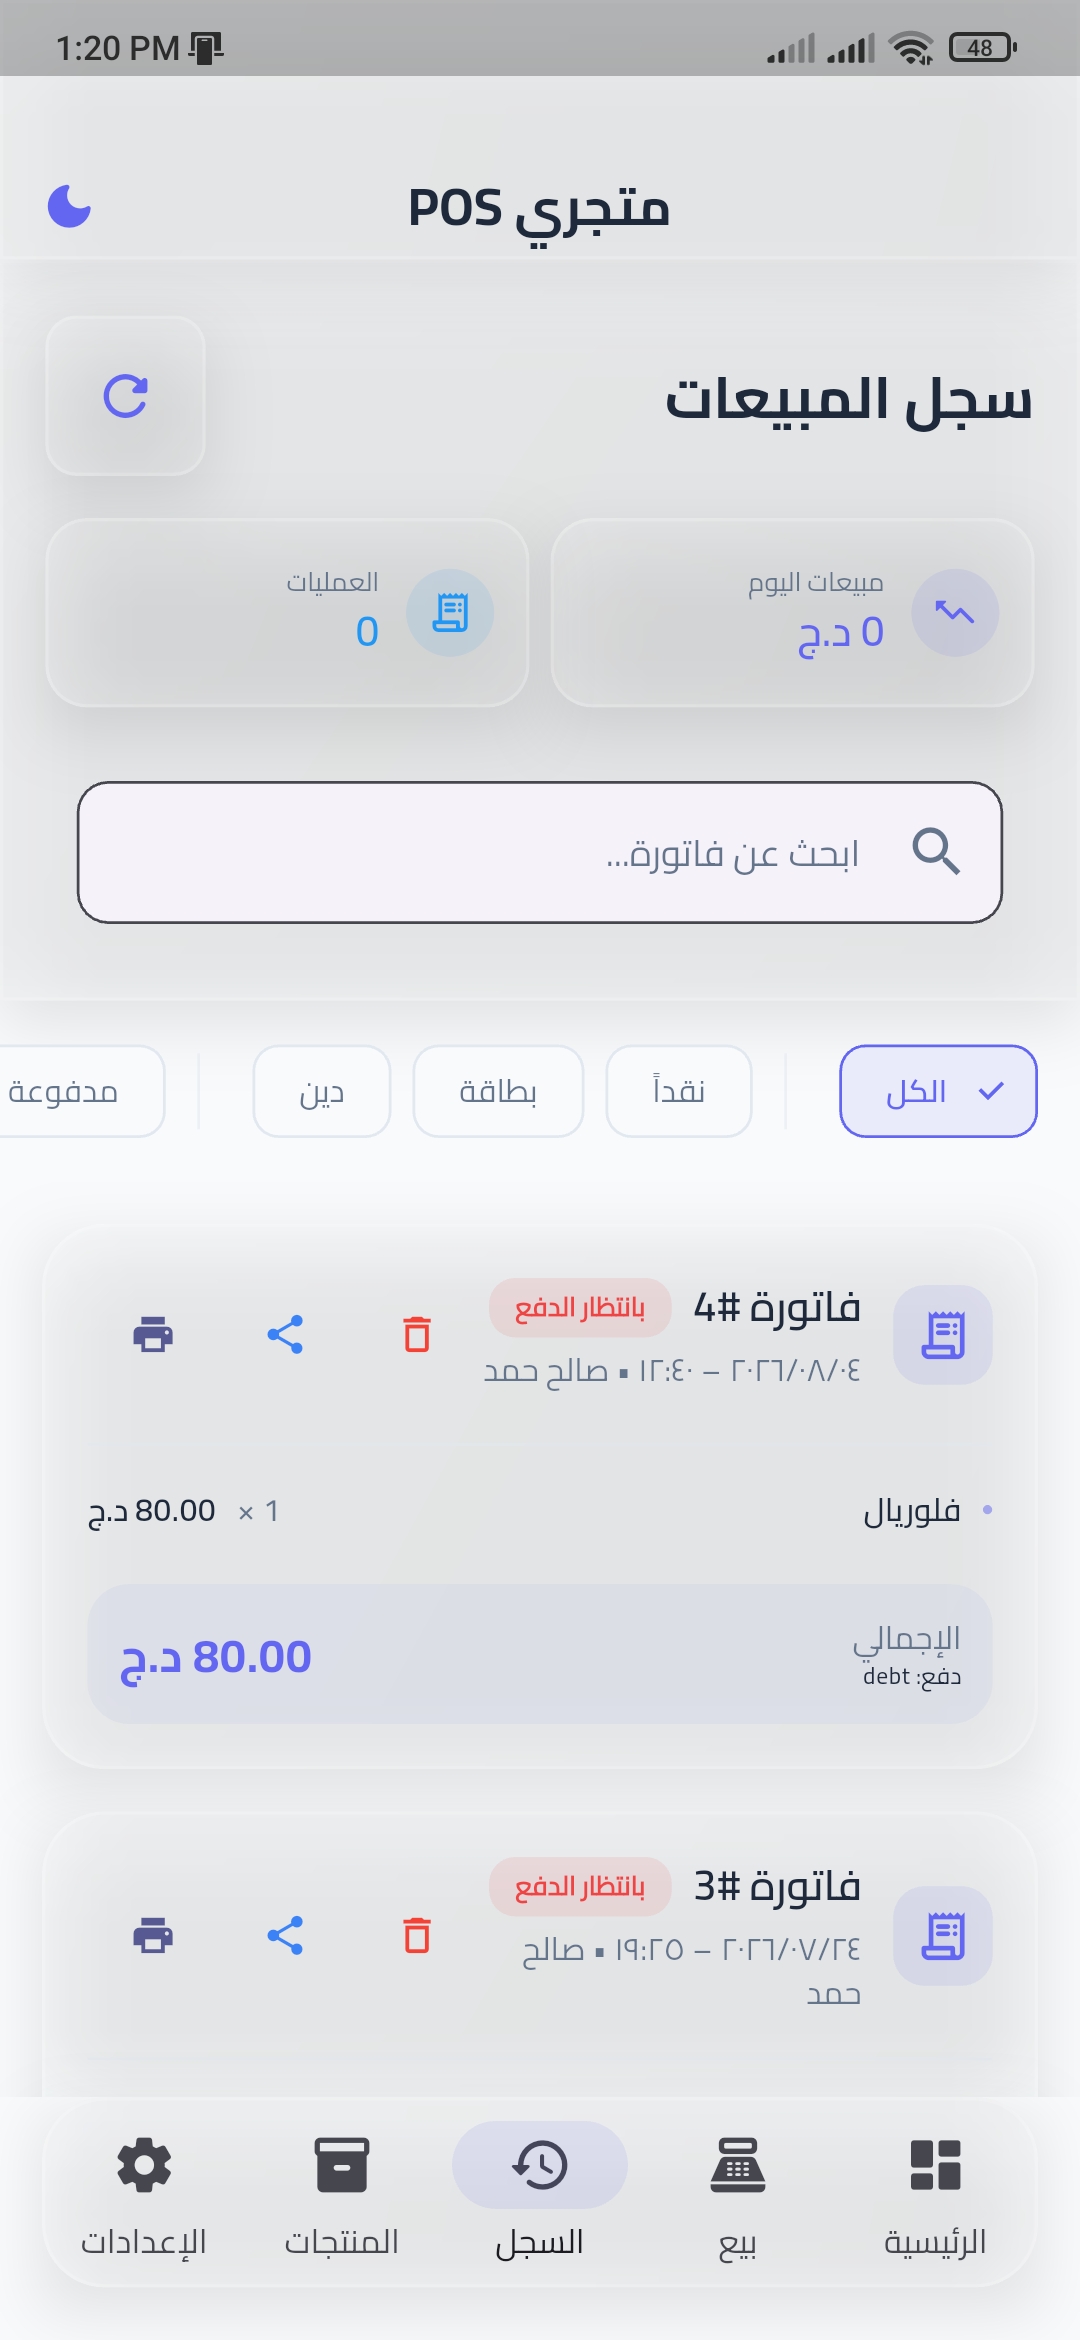 1:20 PM
48
متجري POS
سجل المبيعات
مبيعات اليوم
0 د.ج
العمليات
0
ابحث عن فاتورة...
الكل
نقداً
بطاقة
دين
مدفوعة
فاتورة #4 بانتظار الدفع
٢٠٢٦/٠٨/٠٤ – ١٢:٤٠ ▪ صالح حمد
فلوريال 1 × 80.00 د.ج
الإجمالي
دفع: debt
80.00 د.ج
فاتورة #3 بانتظار الدفع
٢٠٢٦/٠٧/٢٤ – ١٩:٢٥ ▪ صالح
حمد
الرئيسية
بيع
السجل
المنتجات
الإعدادات